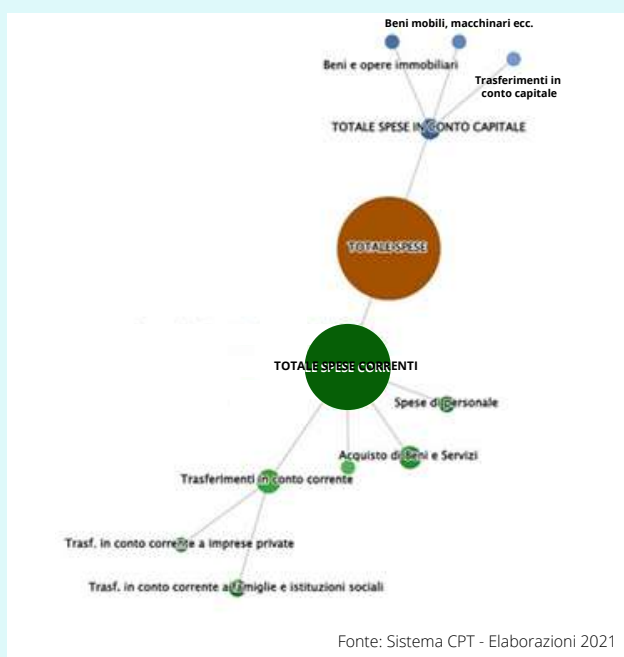 Beni mobili, macchinari ecc.
Beni e opere immobiliari
Trasferimenti in
conto capitale
TOTALE SPESE IN CONTO CAPITALE
TOTALE SPESE
TOTALE SPESE CORRENTI
Spese di personale
Acquisto di Beni e Servizi
Trasferimenti in conto corrente
Trasf. in conto corrente a imprese private
Trasf. in conto corrente a famiglie e istituzioni sociali
Fonte: Sistema CPT - Elaborazioni 2021